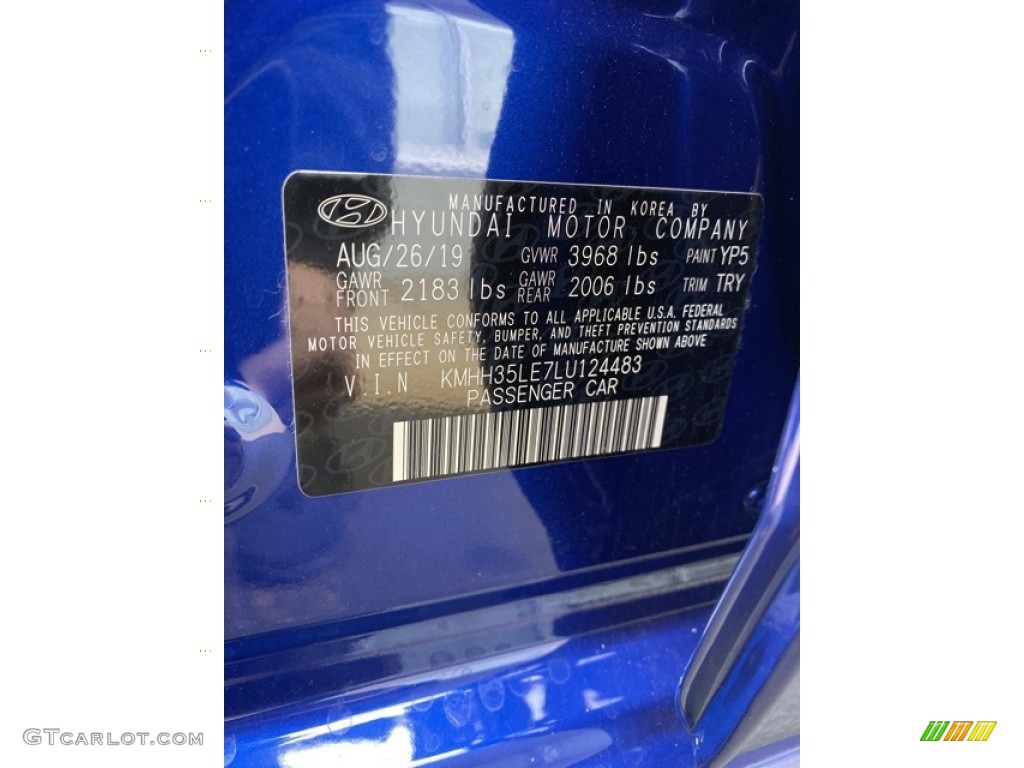 MANUFACTURED IN KOREA BY
HYUNDAI MOTOR COMPANY
AUG/26/19 GVWR 3968 lbs PAINT YP5
GAWR FRONT 2183 lbs GAWR REAR 2006 lbs TRIM TRY
THIS VEHICLE CONFORMS TO ALL APPLICABLE U.S.A. FEDERAL
MOTOR VEHICLE SAFETY, BUMPER, AND THEFT PREVENTION STANDARDS
IN EFFECT ON THE DATE OF MANUFACTURE SHOWN ABOVE
V.I.N KMHH35LE7LU124483
PASSENGER CAR
GTCARLOT.COM